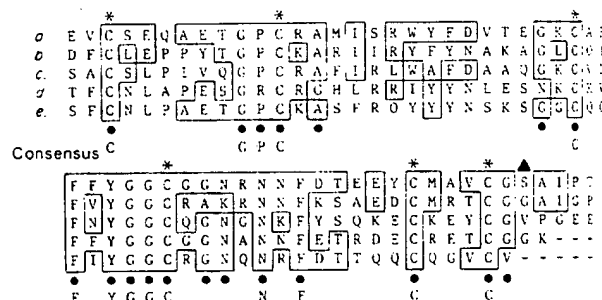 * * *
a E V C S E Q A E T G P C R A M I S R W Y F D V T E G K C A
b D F C L E P P Y T G P C K A R I I R Y F Y N A K A G L C Q
c. S A C S L P I V Q G P C R A F I R L W A F D A A Q G K C V
d T F C N L A P E S G R C R G H L R R I Y Y N L E S N K C
e. S F C N L P A E T G P C K A S F R Q Y Y Y N S K S G G C Q
● ● ● ● ● ● ●
C G P C C
Consensus
* * * ▲
F F Y G G C G G N R N N F D T E E Y C M A V C G S A I P
F V Y G G C R A K R N N F K S A E D C M R T C G G A I G P
F N Y G G C Q G N G N K F Y S Q K E C K E Y C G V P G E E
F F Y G G C G G N A N N F E T R D E C R E T C G G K - - - -
F I Y G G C R G N Q N R F D T T Q Q C Q G V C V - - - - -
● ● ● ● ● ● ● ● ● ● ● ●
F Y G G C N F C C